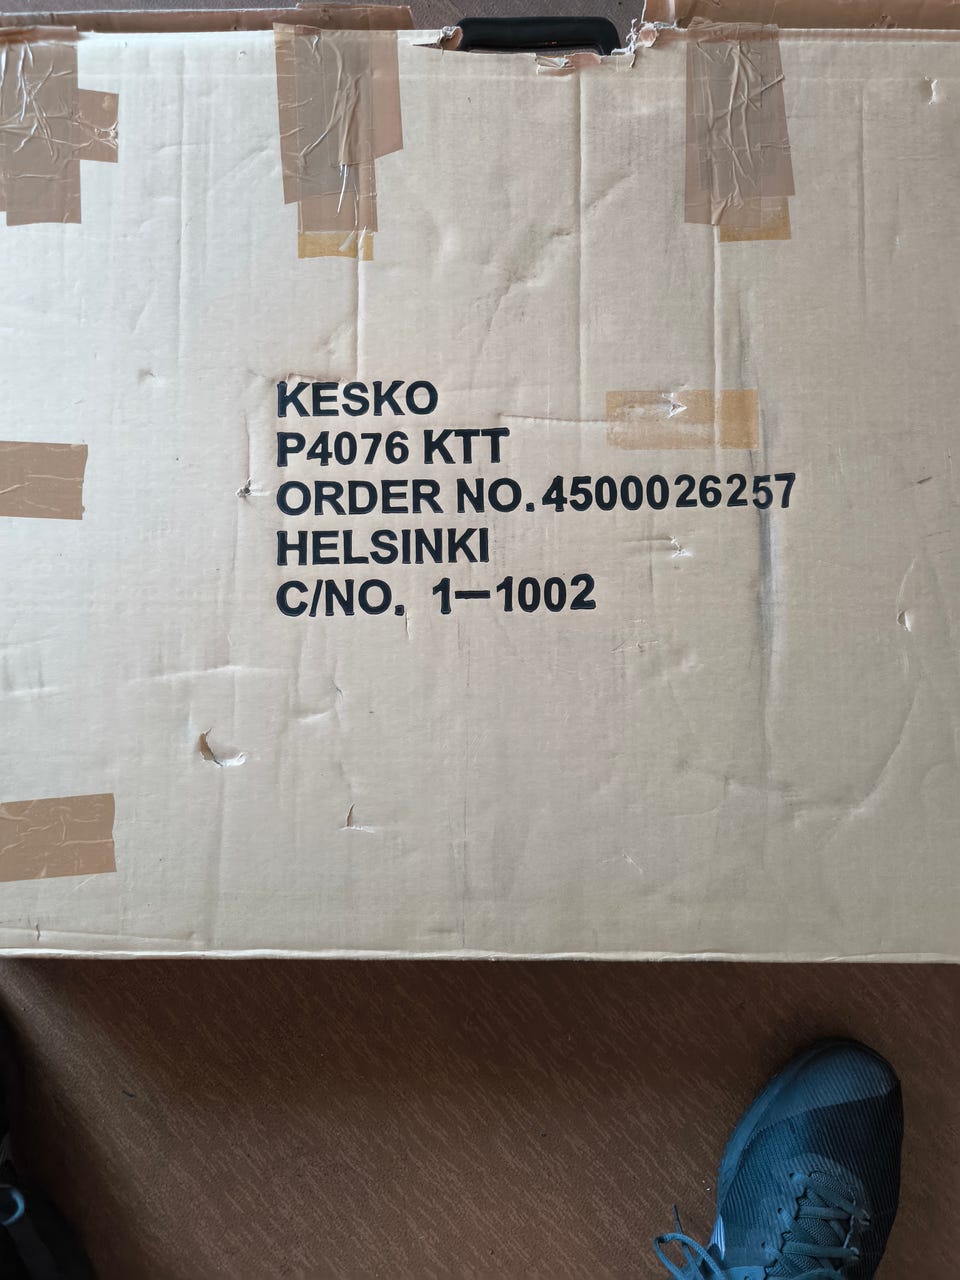 KESKO
P4076 KTT
ORDER NO. 4500026257
HELSINKI
C/NO. 1-1002